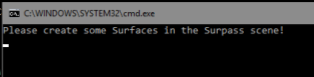 C:\WINDOWS\SYSTEM32\cmd.exe
Please create some Surfaces in the Surpass scene!